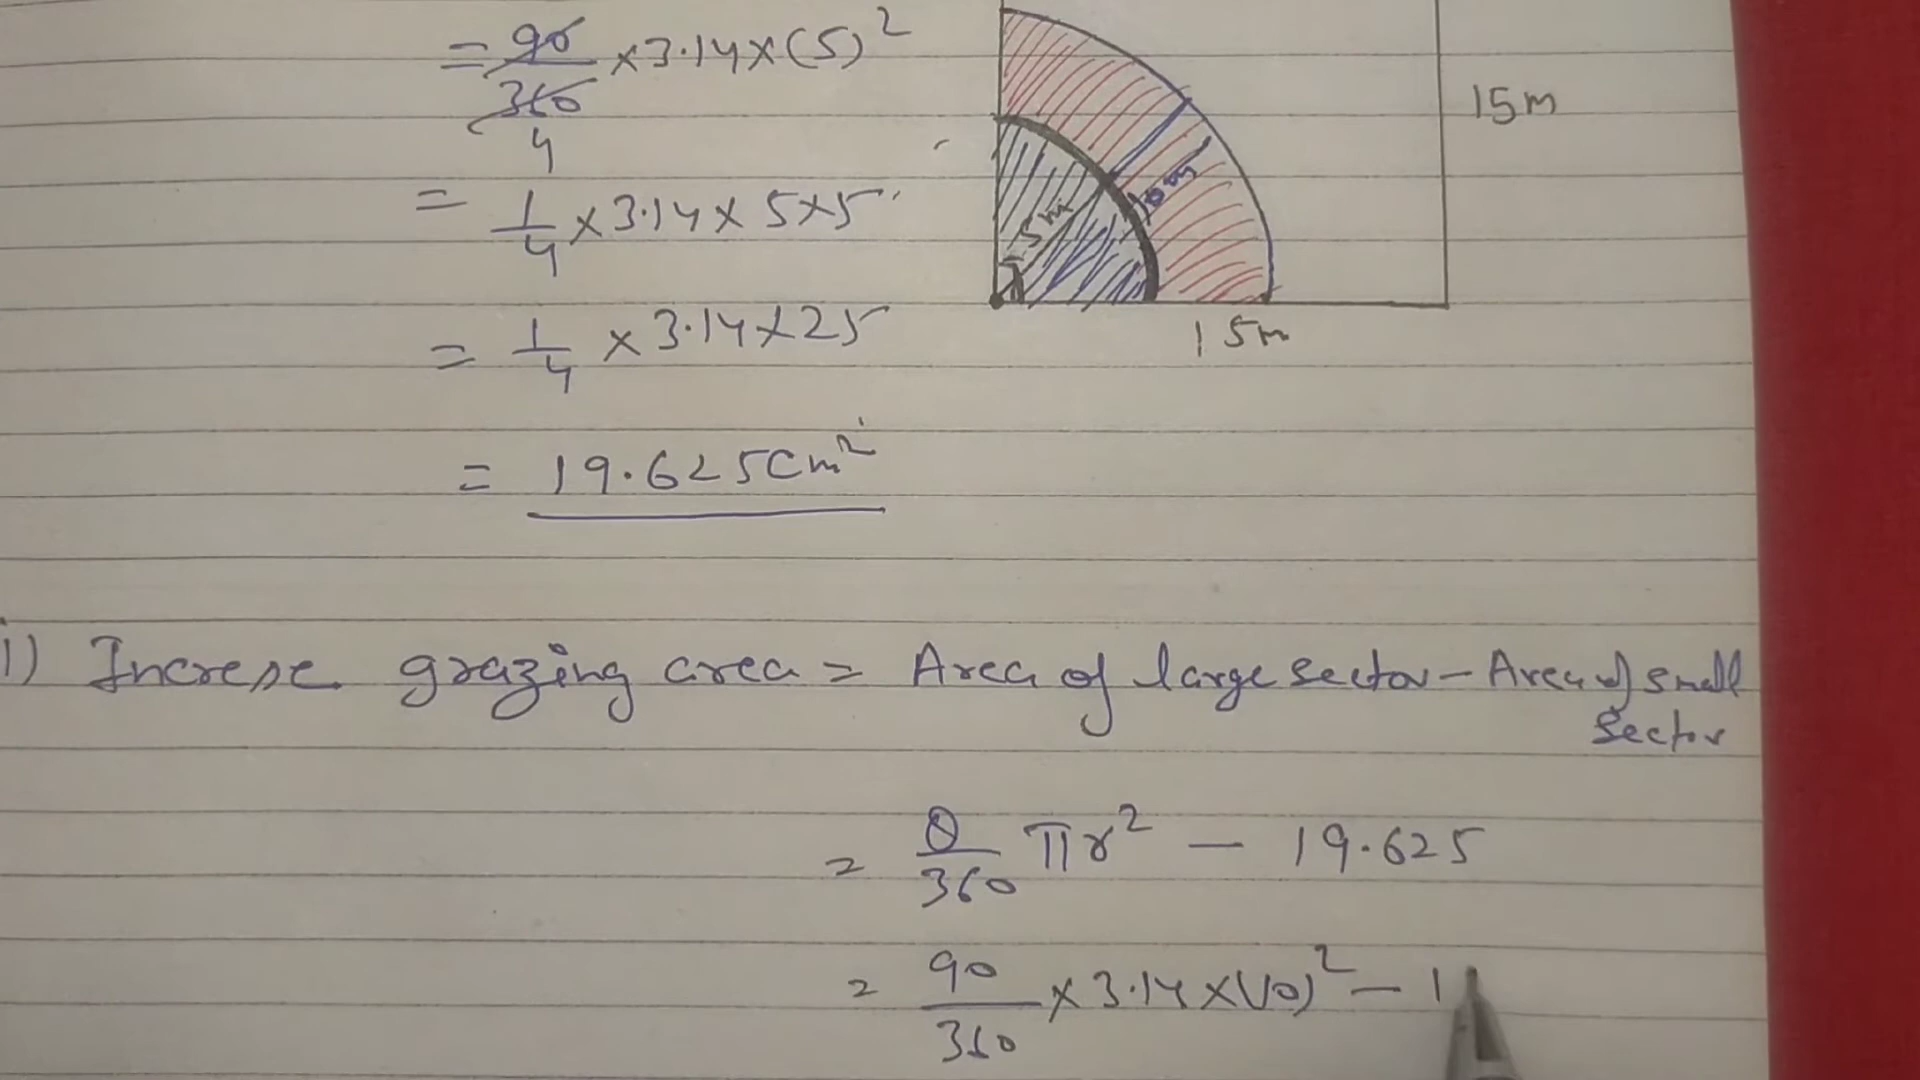 = 90/360 × 3.14 × (5)²
4
= 1/4 × 3.14 × 5 × 5
= 1/4 × 3.14 × 25
= 19.625 Cm²
15m
5m
10m
15m
i) Increse grazing area = Area of large sector - Area of small
Sector
= θ/360 πr² - 19.625
= 90/360 × 3.14 × (10)² - 1